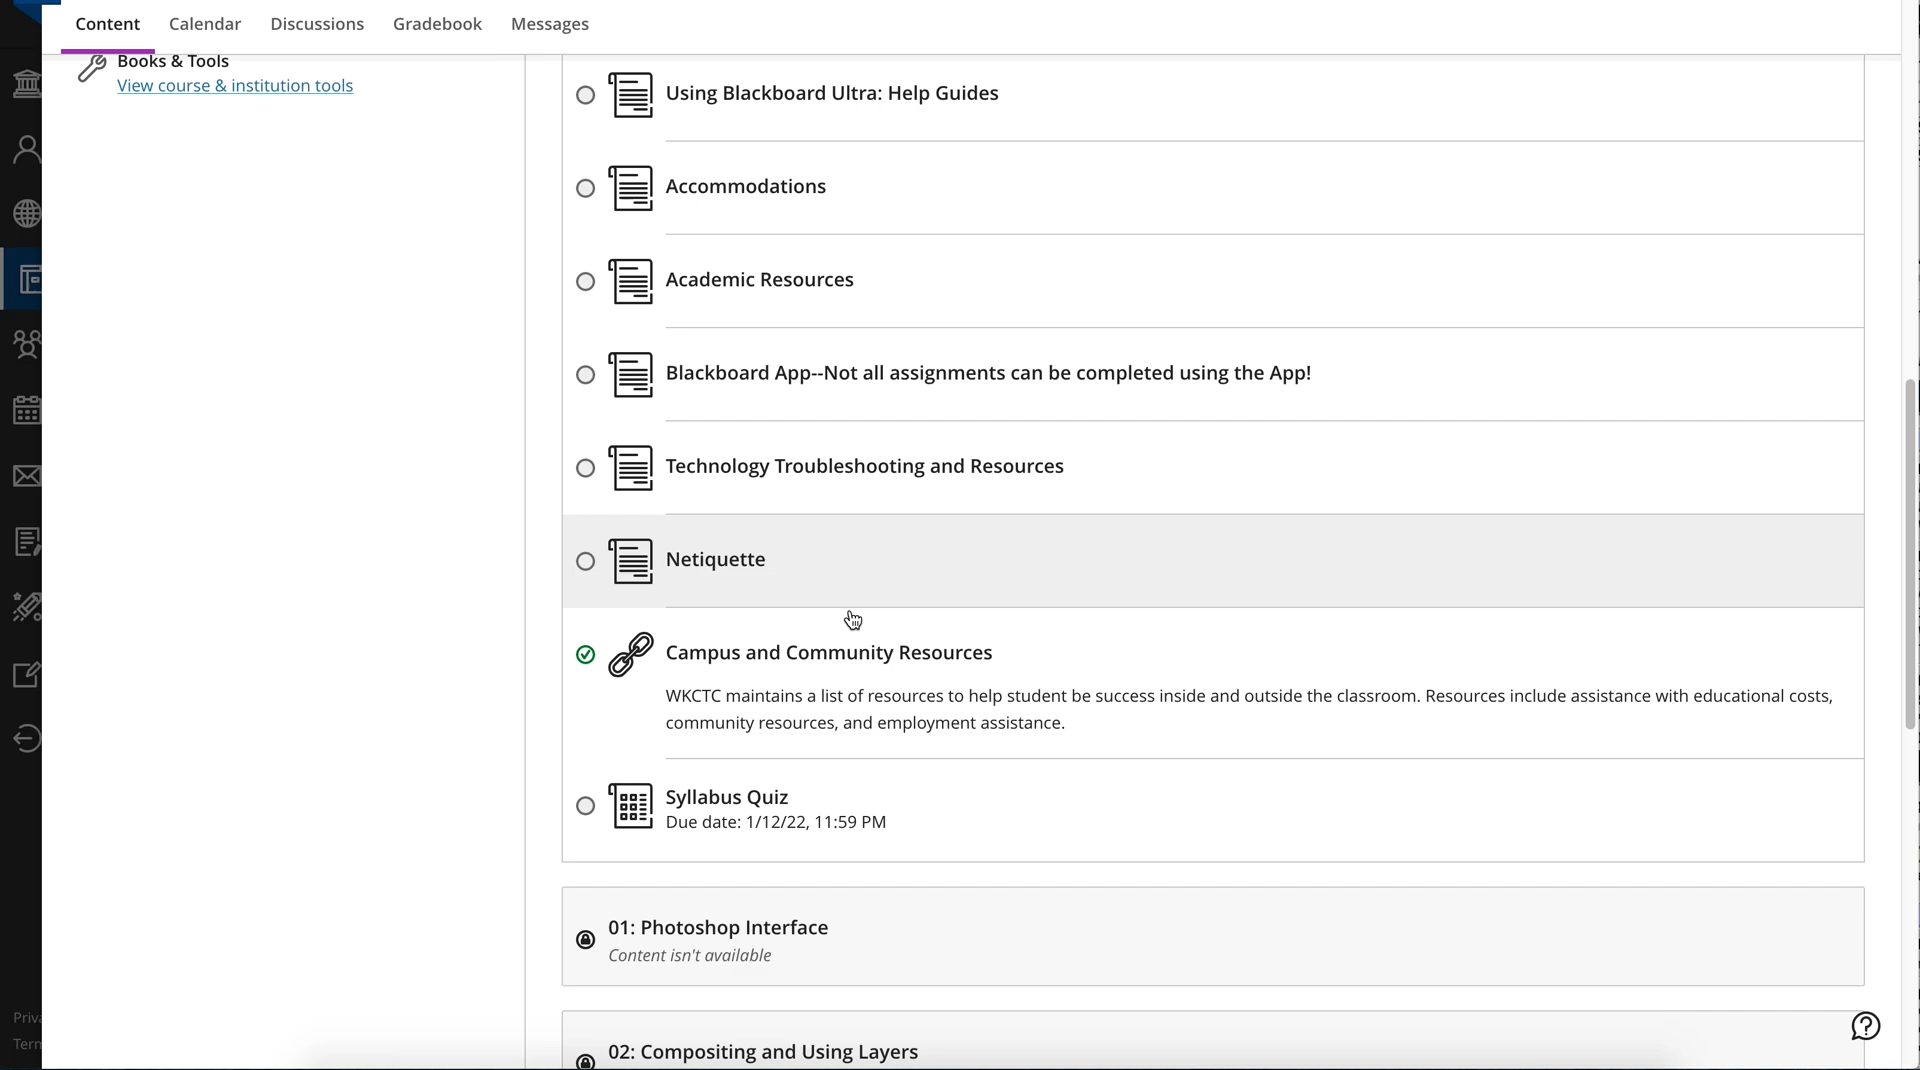 Content Calendar Discussions Gradebook Messages
Books & Tools
View course & institution tools
Using Blackboard Ultra: Help Guides
Accommodations
Academic Resources
Blackboard App--Not all assignments can be completed using the App!
Technology Troubleshooting and Resources
Netiquette
Campus and Community Resources
WKCTC maintains a list of resources to help student be success inside and outside the classroom. Resources include assistance with educational costs,
community resources, and employment assistance.
Syllabus Quiz
Due date: 1/12/22, 11:59 PM
01: Photoshop Interface
Content isn't available
02: Compositing and Using Layers